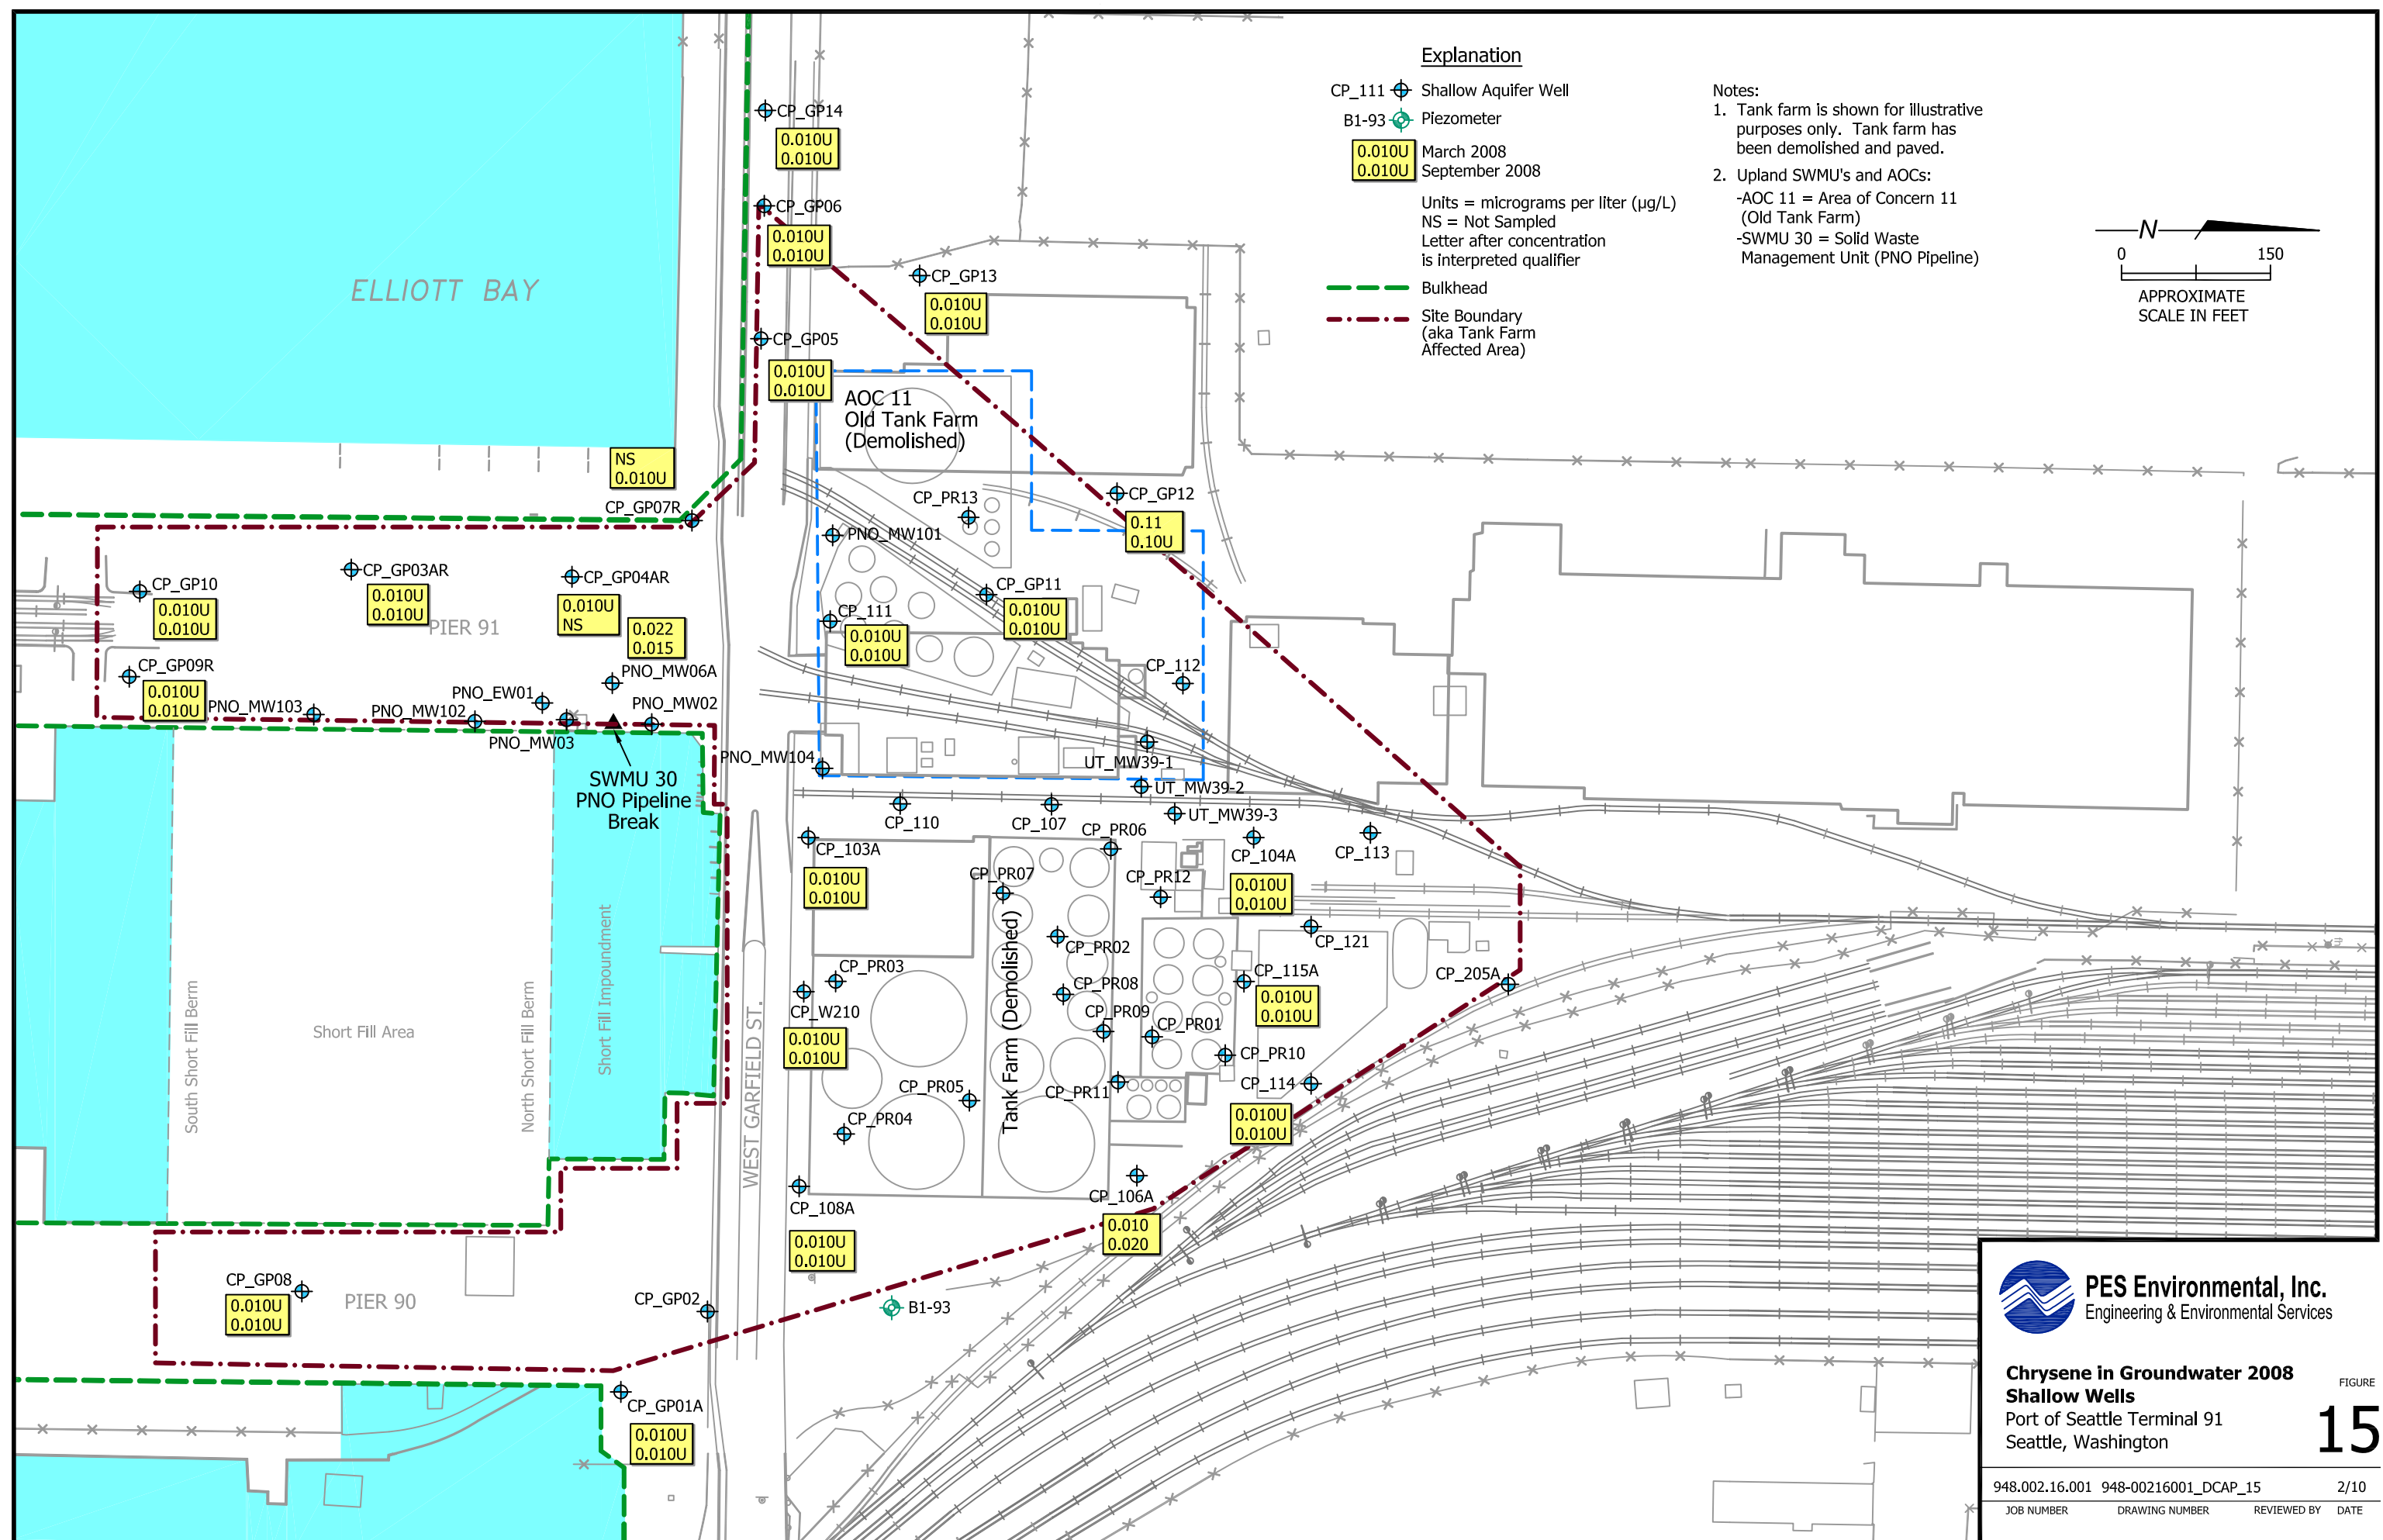 Explanation
CP_111 Shallow Aquifer Well
B1-93 Piezometer
0.010U March 2008
0.010U September 2008
Units = micrograms per liter (µg/L)
NS = Not Sampled
Letter after concentration
is interpreted qualifier
Bulkhead
Site Boundary
(aka Tank Farm
Affected Area)
Notes:
1. Tank farm is shown for illustrative
purposes only. Tank farm has
been demolished and paved.
2. Upland SWMU's and AOCs:
-AOC 11 = Area of Concern 11
(Old Tank Farm)
-SWMU 30 = Solid Waste
Management Unit (PNO Pipeline)
N
0 150
APPROXIMATE
SCALE IN FEET
CP_GP14
0.010U
0.010U
CP_GP06
0.010U
0.010U
CP_GP13
0.010U
0.010U
ELLIOTT BAY
CP_GP05
0.010U
0.010U
AOC 11
Old Tank Farm
(Demolished)
NS
0.010U
CP_GP07R
CP_PR13
CP_GP12
0.11
0.10U
PNO_MW101
CP_GP10
0.010U
0.010U
CP_GP03AR
0.010U
0.010U
CP_GP04AR
0.010U
NS
PIER 91
0.022
0.015
PNO_MW06A
CP_111
0.010U
0.010U
CP_GP11
0.010U
0.010U
CP_112
CP_GP09R
0.010U
0.010U
PNO_MW103
PNO_MW102
PNO_EW01
PNO_MW02
PNO_MW03
PNO_MW104
SWMU 30
PNO Pipeline
Break
UT_MW39-1
UT_MW39-2
UT_MW39-3
CP_110
CP_107
CP_PR06
CP_104A
0.010U
0.010U
CP_113
CP_103A
0.010U
0.010U
CP_PR07
CP_PR12
CP_121
CP_PR02
CP_PR03
CP_PR08
CP_115A
0.010U
0.010U
CP_205A
CP_W210
0.010U
0.010U
CP_PR09
CP_PR01
CP_PR10
CP_PR05
CP_PR11
CP_114
0.010U
0.010U
CP_PR04
Tank Farm (Demolished)
WEST GARFIELD ST.
South Short Fill Berm
Short Fill Area
North Short Fill Berm
Short Fill Impoundment
CP_108A
0.010U
0.010U
CP_106A
0.010
0.020
CP_GP08
0.010U
0.010U
PIER 90
CP_GP02
B1-93
CP_GP01A
0.010U
0.010U
PES Environmental, Inc.
Engineering & Environmental Services
Chrysene in Groundwater 2008
Shallow Wells
Port of Seattle Terminal 91
Seattle, Washington
FIGURE
15
948.002.16.001 948-00216001_DCAP_15 2/10
JOB NUMBER DRAWING NUMBER REVIEWED BY DATE